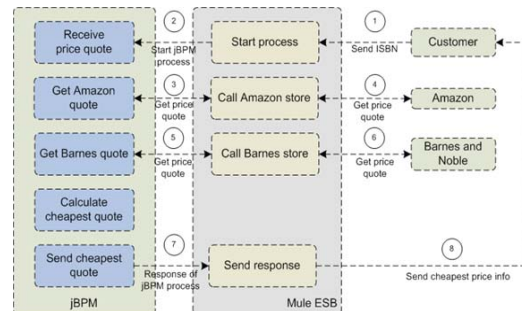 2
1
Receive
price quote
Start process
Customer
Start jBPM
process
Send ISBN
3
4
Get Amazon
quote
Call Amazon store
Amazon
Get price
quote
Get price
quote
5
6
Get Barnes quote
Call Barnes store
Barnes and
Noble
Get price
quote
Get price
quote
Calculate
cheapest quote
7
8
Send cheapest
quote
Send response
Response of
jBPM process
Send cheapest price info
jBPM
Mule ESB